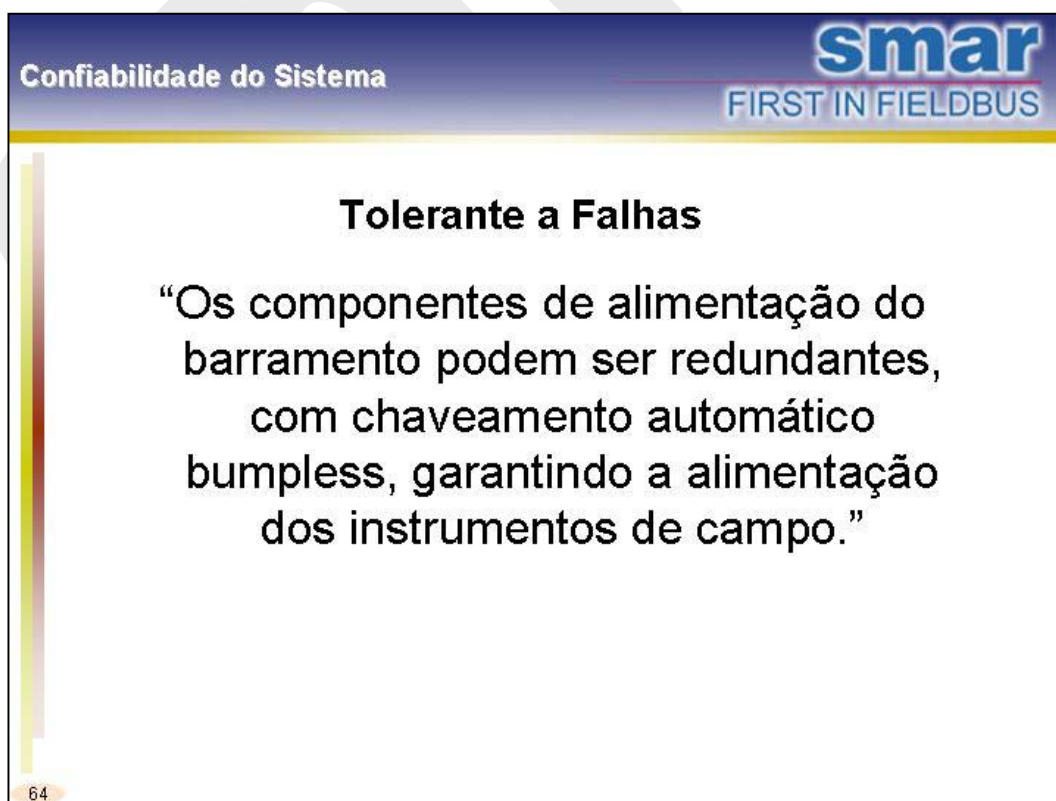 Confiabilidade do Sistema
smar
FIRST IN FIELDBUS
Tolerante a Falhas
“Os componentes de alimentação do
barramento podem ser redundantes,
com chaveamento automático
bumpless, garantindo a alimentação
dos instrumentos de campo.”
64